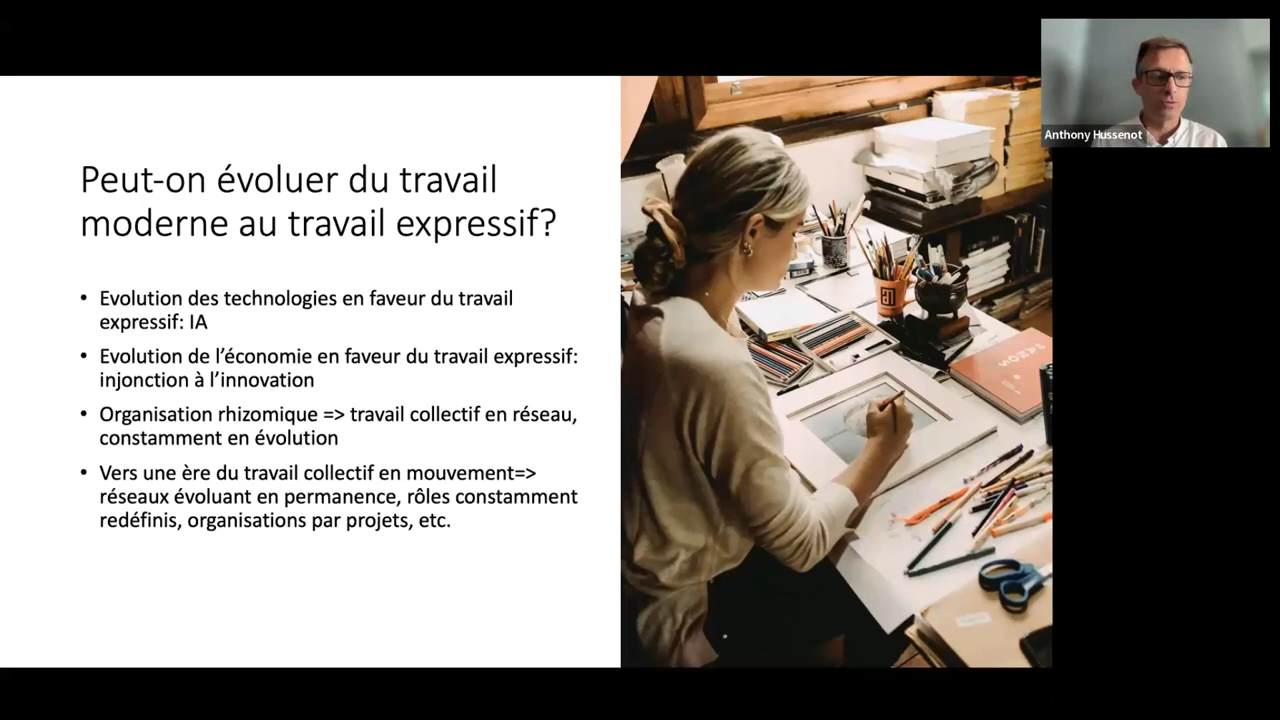 Peut-on évoluer du travail
moderne au travail expressif?
• Evolution des technologies en faveur du travail
expressif: IA
• Evolution de l’économie en faveur du travail expressif:
injonction à l’innovation
• Organisation rhizomique => travail collectif en réseau,
constamment en évolution
• Vers une ère du travail collectif en mouvement=>
réseaux évoluant en permanence, rôles constamment
redéfinis, organisations par projets, etc.
Anthony Hussenot